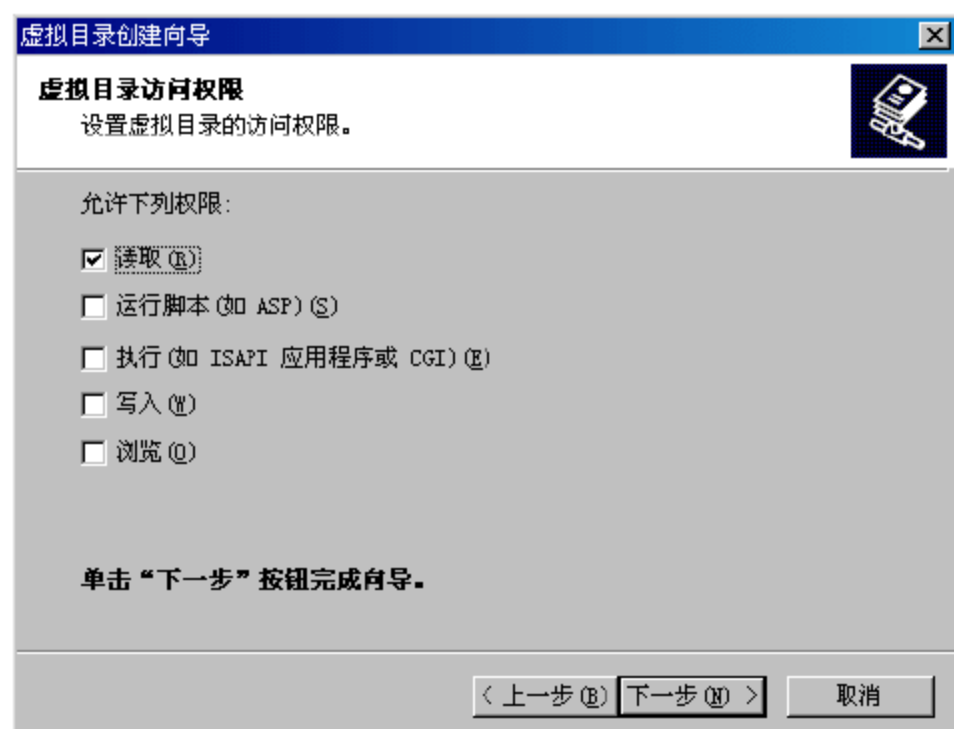 虚拟目录创建向导
虚拟目录访问权限
设置虚拟目录的访问权限。
允许下列权限:
读取(R)
运行脚本(如 ASP)(S)
执行(如 ISAPI 应用程序或 CGI)(E)
写入(W)
浏览(O)
单击“下一步”按钮完成向导。
< 上一步(B) 下一步(N) > 取消